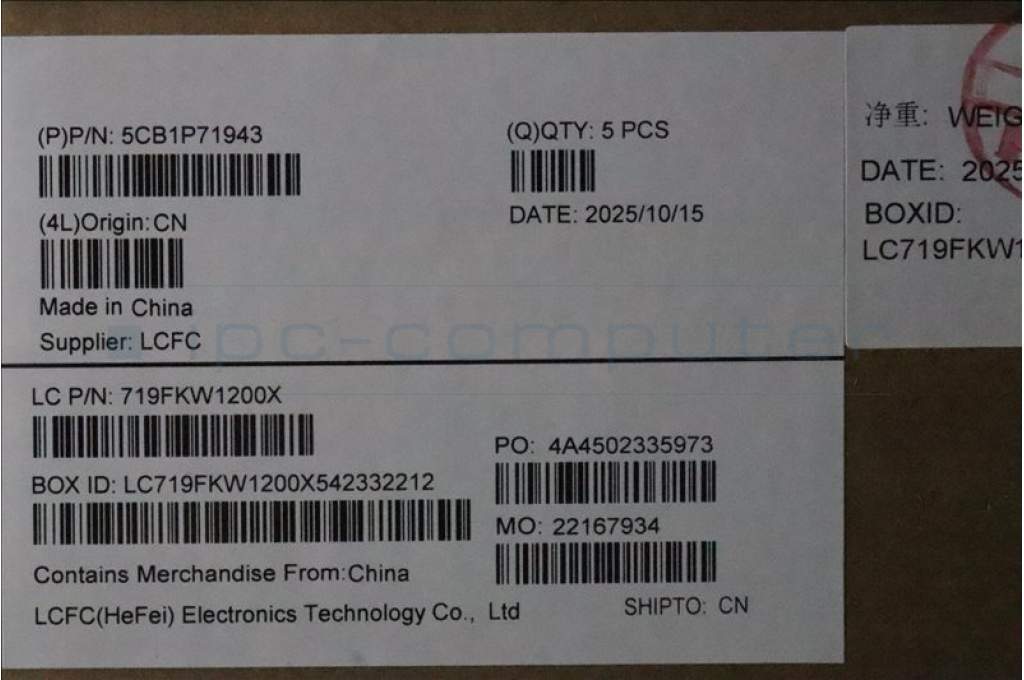 (P)P/N: 5CB1P71943
(Q)QTY: 5 PCS
(4L)Origin:CN
DATE: 2025/10/15
Made in China
Supplier: LCFC
ipc-computer
LC P/N: 719FKW1200X
PO: 4A4502335973
BOX ID: LC719FKW1200X542332212
MO: 22167934
Contains Merchandise From:China
LCFC(HeFei) Electronics Technology Co., Ltd
SHIPTO: CN
净重: WEIG
DATE: 2025
BOXID:
LC719FKW1